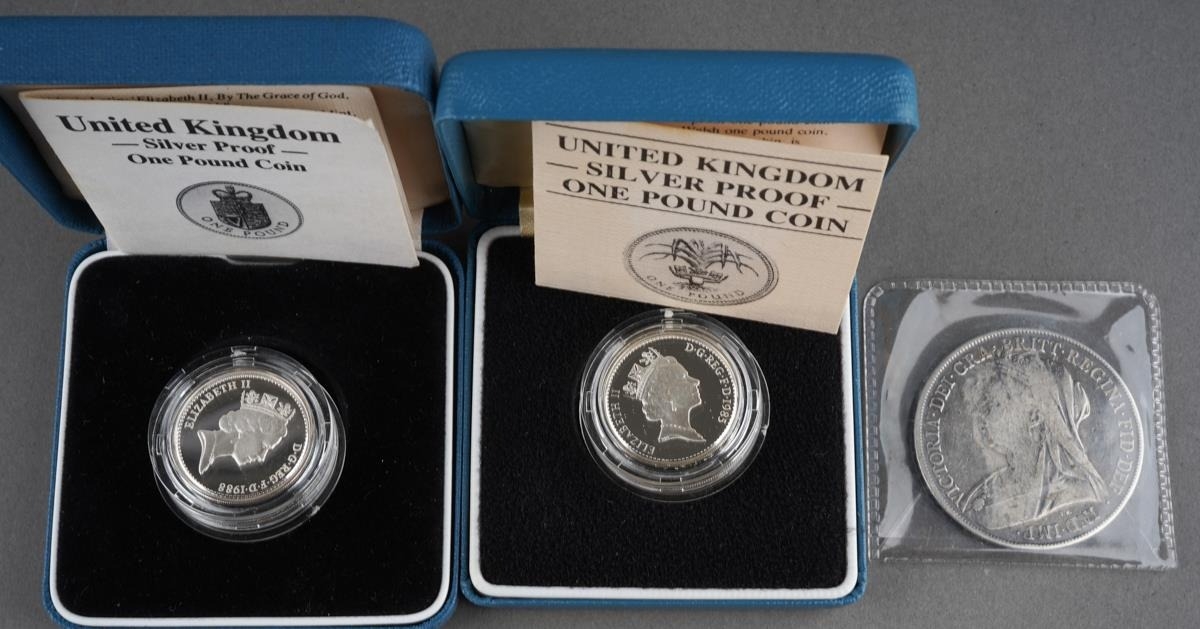 Elizabeth II, By The Grace of God,
United Kingdom
— Silver Proof —
One Pound Coin
ONE POUND
ELIZABETH II
D·G·REG·F·D·1988
Welsh one pound coin.
is
UNITED KINGDOM
— SILVER PROOF —
ONE POUND COIN
ONE POUND
ELIZABETH II
D·G·REG·F·D·1985
VICTORIA·DEI·GRA·BRITT·REGINA·FID·DEF·
IMP·